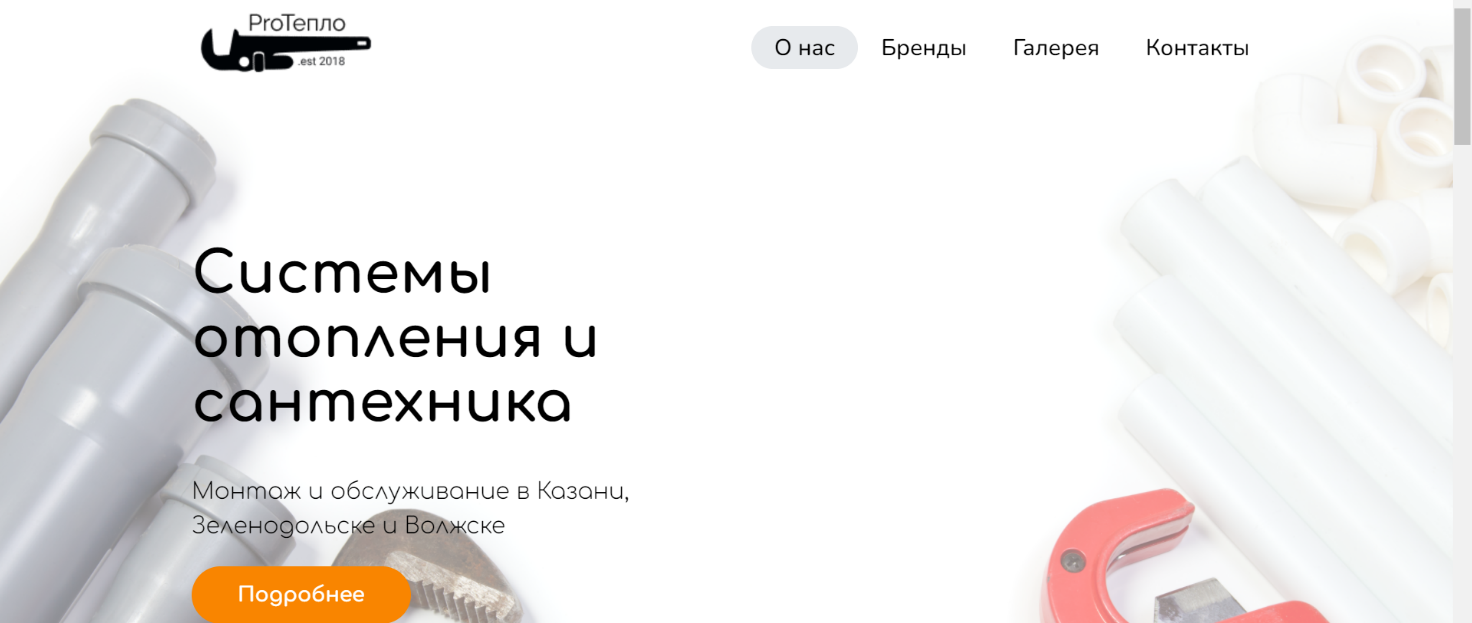 ProТепло
.est 2018
О нас
Бренды
Галерея
Контакты
Системы
отопления и
сантехника
Монтаж и обслуживание в Казани,
Зеленодольске и Волжске
Подробнее